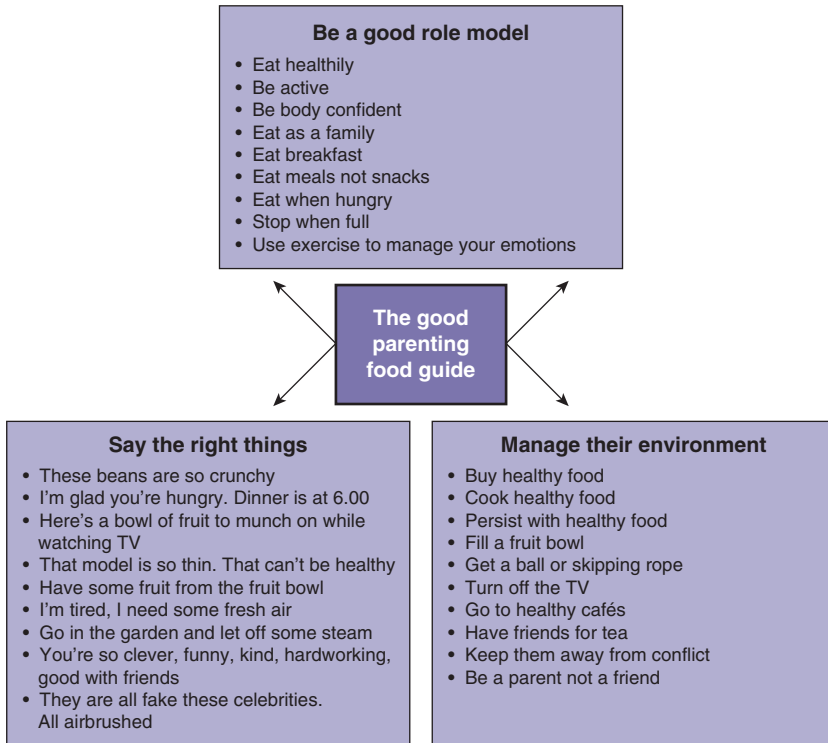 Be a good role model
• Eat healthily
• Be active
• Be body confident
• Eat as a family
• Eat breakfast
• Eat meals not snacks
• Eat when hungry
• Stop when full
• Use exercise to manage your emotions
The good
parenting
food guide
Say the right things
• These beans are so crunchy
• I'm glad you're hungry. Dinner is at 6.00
• Here's a bowl of fruit to munch on while
watching TV
• That model is so thin. That can't be healthy
• Have some fruit from the fruit bowl
• I'm tired, I need some fresh air
• Go in the garden and let off some steam
• You're so clever, funny, kind, hardworking,
good with friends
• They are all fake these celebrities.
All airbrushed
Manage their environment
• Buy healthy food
• Cook healthy food
• Persist with healthy food
• Fill a fruit bowl
• Get a ball or skipping rope
• Turn off the TV
• Go to healthy cafés
• Have friends for tea
• Keep them away from conflict
• Be a parent not a friend